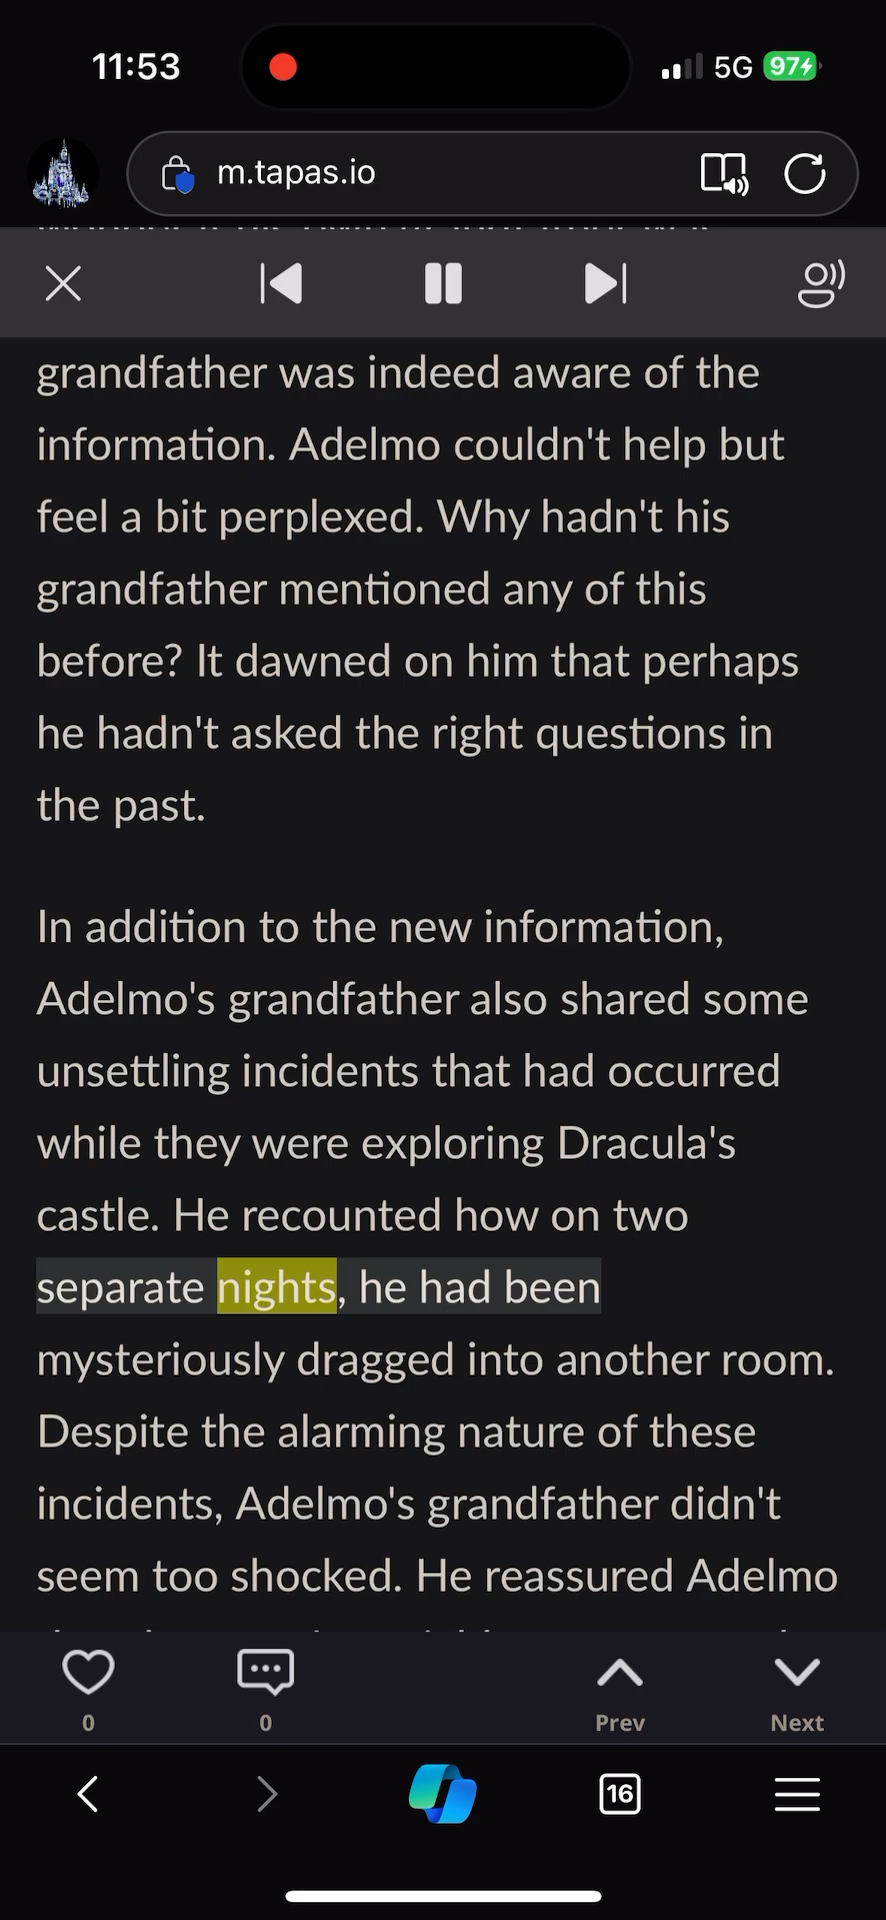 11:53
5G
97
m.tapas.io
grandfather was indeed aware of the
information. Adelmo couldn't help but
feel a bit perplexed. Why hadn't his
grandfather mentioned any of this
before? It dawned on him that perhaps
he hadn't asked the right questions in
the past.
In addition to the new information,
Adelmo's grandfather also shared some
unsettling incidents that had occurred
while they were exploring Dracula's
castle. He recounted how on two
separate nights, he had been
mysteriously dragged into another room.
Despite the alarming nature of these
incidents, Adelmo's grandfather didn't
seem too shocked. He reassured Adelmo
0
0
Prev
Next
16